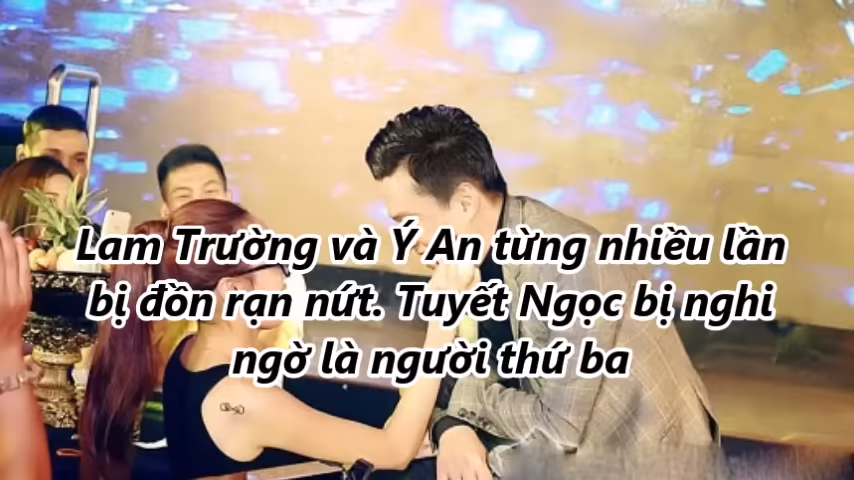 Lam Trường và Ý An từng nhiều lần
bị đồn rạn nứt. Tuyết Ngọc bị nghi
ngờ là người thứ ba